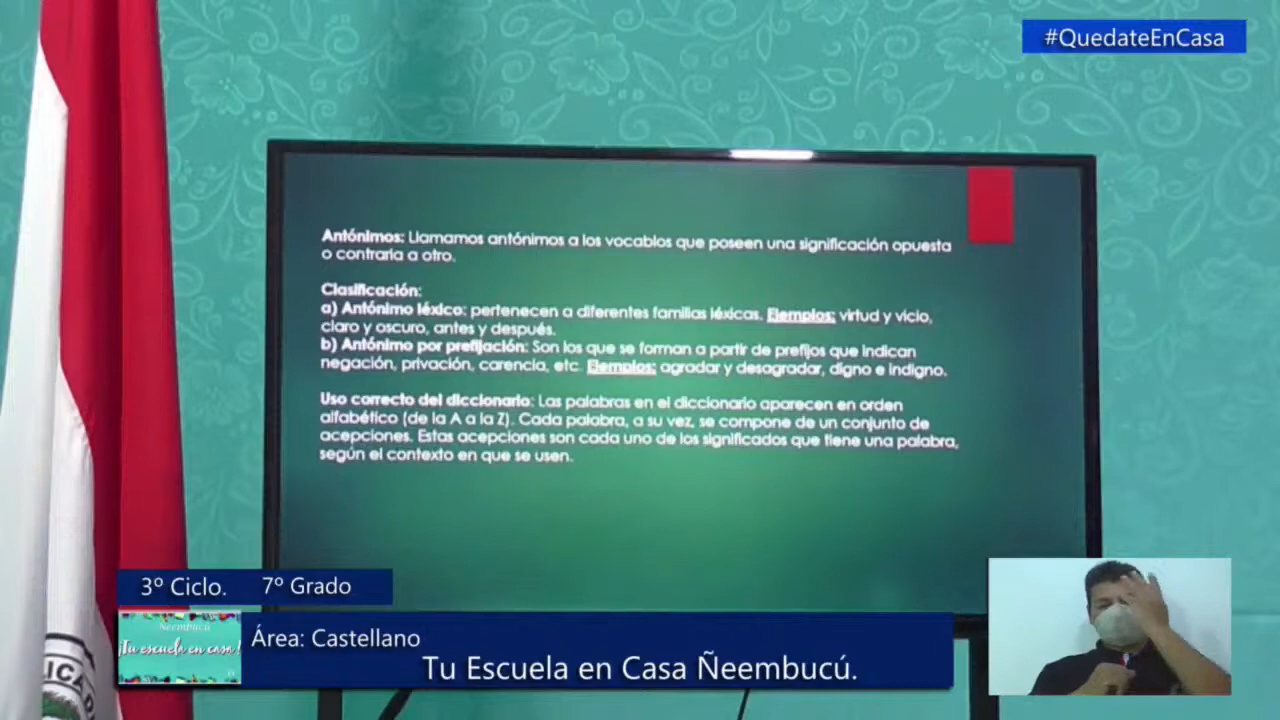 #QuedateEnCasa
Antónimos: Llamamos antónimos a los vocablos que poseen una significación opuesta
o contraria a otro.
Clasificación:
a) Antónimo léxico: pertenecen a diferentes familias léxicas. Ejemplos: virtud y vicio,
claro y oscuro, antes y después.
b) Antónimo por prefijación: Son los que se forman a partir de prefijos que indican
negación, privación, carencia, etc. Ejemplos: agradar y desagradar, digno e indigno.
Uso correcto del diccionario: Las palabras en el diccionario aparecen en orden
alfabético (de la A a la Z). Cada palabra, a su vez, se compone de un conjunto de
acepciones. Estas acepciones son cada uno de los significados que tiene una palabra,
según el contexto en que se usen.
3º Ciclo. 7º Grado
Ñeembucú
¡Tu escuela en casa!
Área: Castellano
Tu Escuela en Casa Ñeembucú.